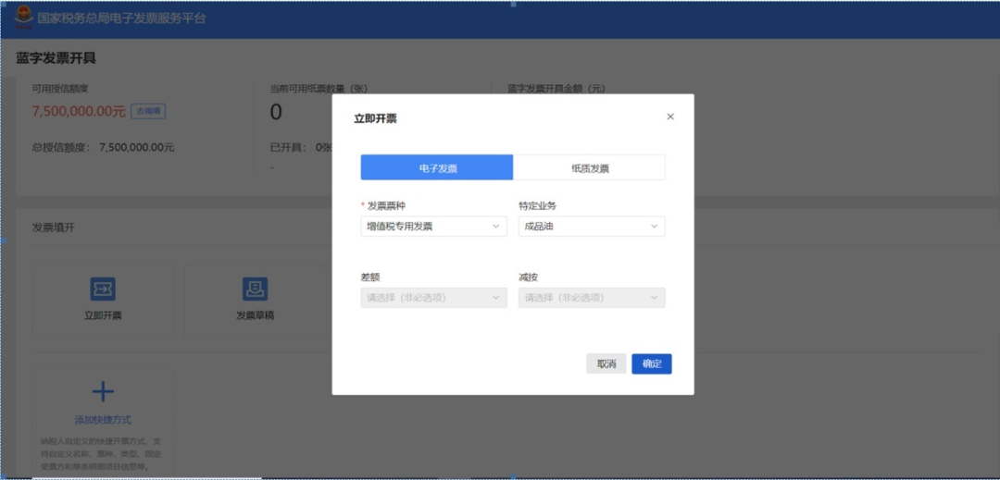 国家税务总局电子发票服务平台
蓝字发票开具
可用授信额度
7,500,000.00元
总授信额度： 7,500,000.00元
当前可用纸票数量（张）
0
已开具： 0张
-
蓝字发票开具金额（元）
立即开票
电子发票
纸质发票
* 发票票种
特定业务
增值税专用发票
成品油
差额
减按
请选择（非必选项）
请选择（非必选项）
取消
确定
发票填开
立即开票
发票草稿
添加快捷方式
纳税人自定义的快捷开票方式。支
持自定义名称、票种、类型、固定
受票方和单条明细项目信息等。